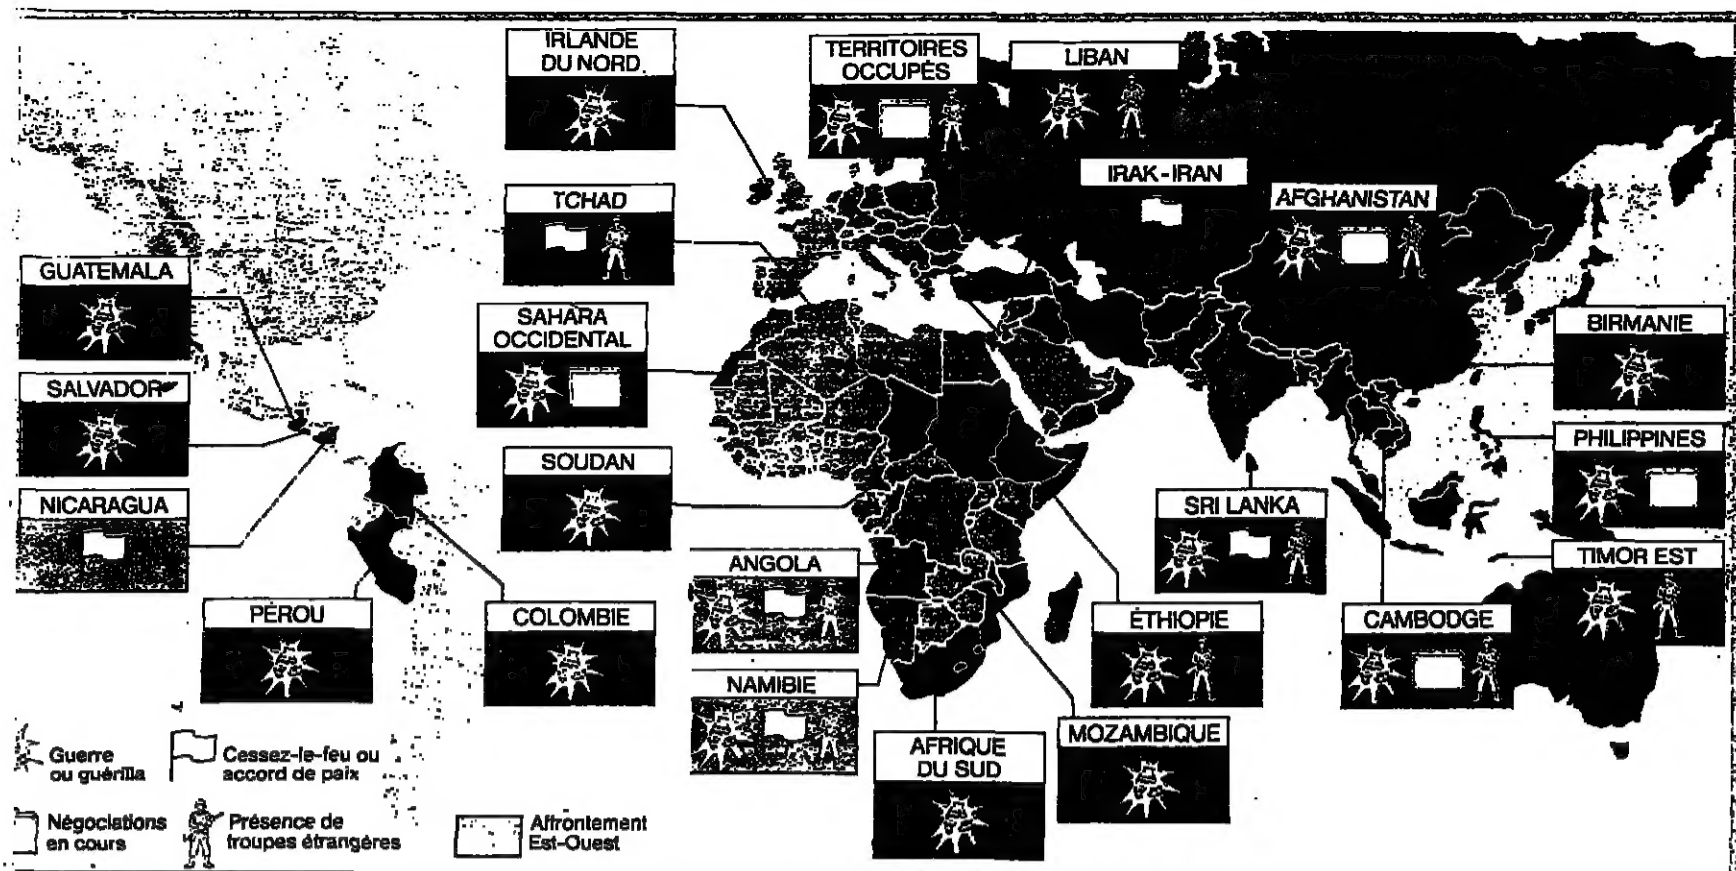 IRLANDE
DU NORD
TERRITOIRES
OCCUPÉS
LIBAN
TCHAD
IRAK-IRAN
AFGHANISTAN
GUATEMALA
SAHARA
OCCIDENTAL
BIRMANIE
SALVADOR
SOUDAN
PHILIPPINES
NICARAGUA
SRI LANKA
ANGOLA
TIMOR EST
PÉROU
COLOMBIE
ÉTHIOPIE
CAMBODGE
NAMIBIE
AFRIQUE
DU SUD
MOZAMBIQUE
Guerre
ou guérilla
Cessez-le-feu ou
accord de paix
Négociations
en cours
Présence de
troupes étrangères
Affrontement
Est-Ouest